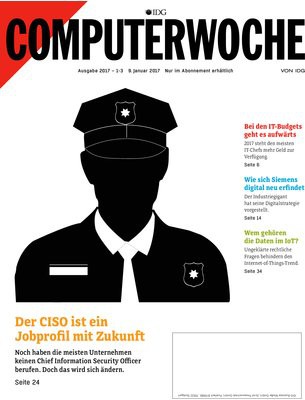 IDG
COMPUTERWOCHE
Ausgabe 2017 – 1-3 9. Januar 2017 Nur im Abonnement erhältlich
VON IDG
Bei den IT-Budgets
geht es aufwärts
2017 steht den meisten
IT-Chefs mehr Geld zur
Verfügung.
Seite 6
Wie sich Siemens
digital neu erfindet
Der Industriegigant
hat seine Digitalstrategie
vorgestellt.
Seite 14
Wem gehören
die Daten im IoT?
Ungeklärte rechtliche
Fragen behindern den
Internet-of-Things-Trend.
Seite 34
Der CISO ist ein
Jobprofil mit Zukunft
Noch haben die meisten Unternehmen
keinen Chief Information Security Officer
berufen. Doch das wird sich ändern.
Seite 24